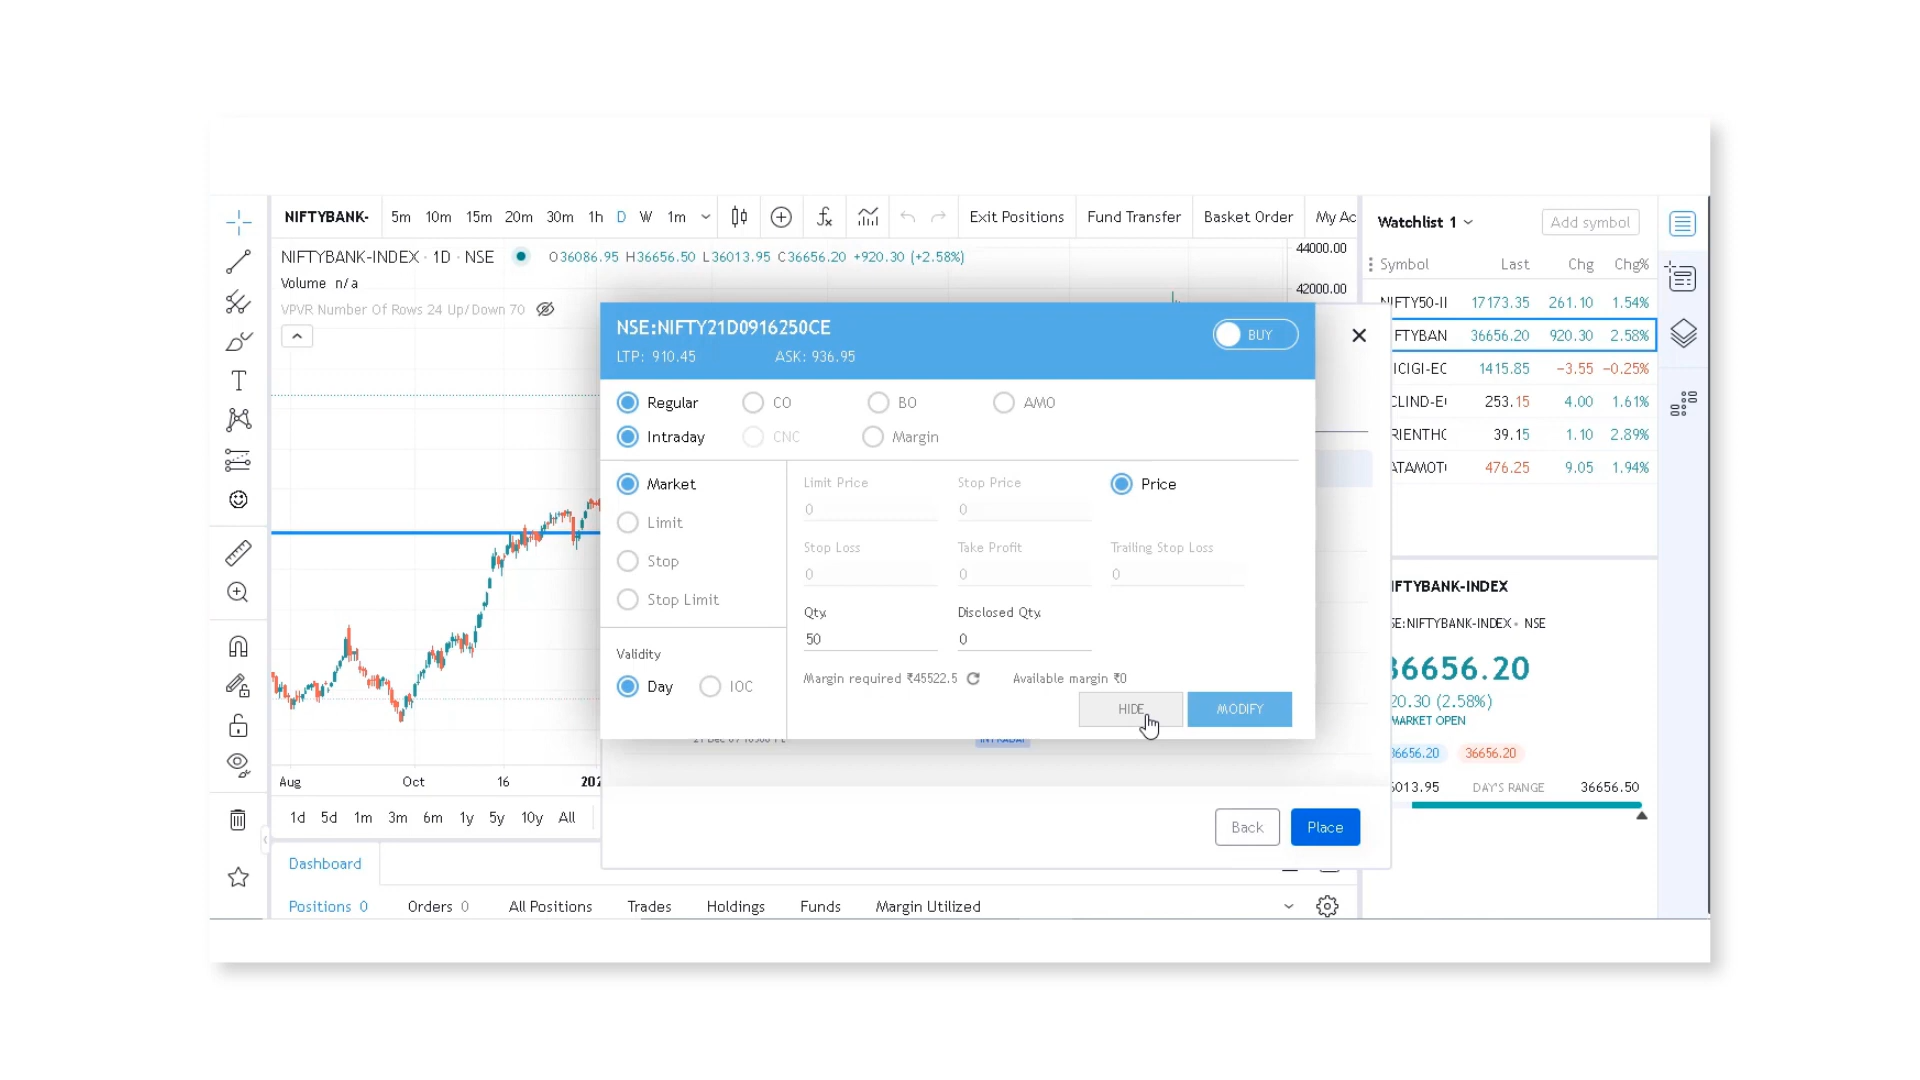 NIFTYBANK- 5m 10m 15m 20m 30m 1h D W 1m Exit Positions Fund Transfer Basket Order My Ac
NIFTYBANK-INDEX · 1D · NSE O36086.95 H36656.50 L36013.95 C36656.20 +920.30 (+2.58%)
Volume n/a
VPVR Number Of Rows 24 Up/Down 70
44000.00
42000.00
NSE:NIFTY21D0916250CE
BUY
LTP: 910.45 ASK: 936.95
Regular CO BO AMO
Intraday CNC Margin
Market
Limit
Stop
Stop Limit
Validity
Day IOC
Limit Price Stop Price Price
0 0
Stop Loss Take Profit Trailing Stop Loss
0 0 0
Qty. Disclosed Qty.
50 0
Margin required ₹45522.5 Available margin ₹0
HIDE MODIFY
INTRADAY
Back Place
Aug Oct 16 202
1d 5d 1m 3m 6m 1y 5y 10y All
Dashboard
Positions 0 Orders 0 All Positions Trades Holdings Funds Margin Utilized
Watchlist 1 Add symbol
Symbol Last Chg Chg%
NIFTY50-II 17173.35 261.10 1.54%
FTYBAN 36656.20 920.30 2.58%
ICIGI-EC 1415.85 −3.55 −0.25%
CLIND-E 253.15 4.00 1.61%
RIENTHC 39.15 1.10 2.89%
ATAMOT 476.25 9.05 1.94%
IFTYBANK-INDEX
SE:NIFTYBANK-INDEX • NSE
36656.20
20.30 (2.58%)
MARKET OPEN
36656.20 36656.20
6013.95 DAY'S RANGE 36656.50